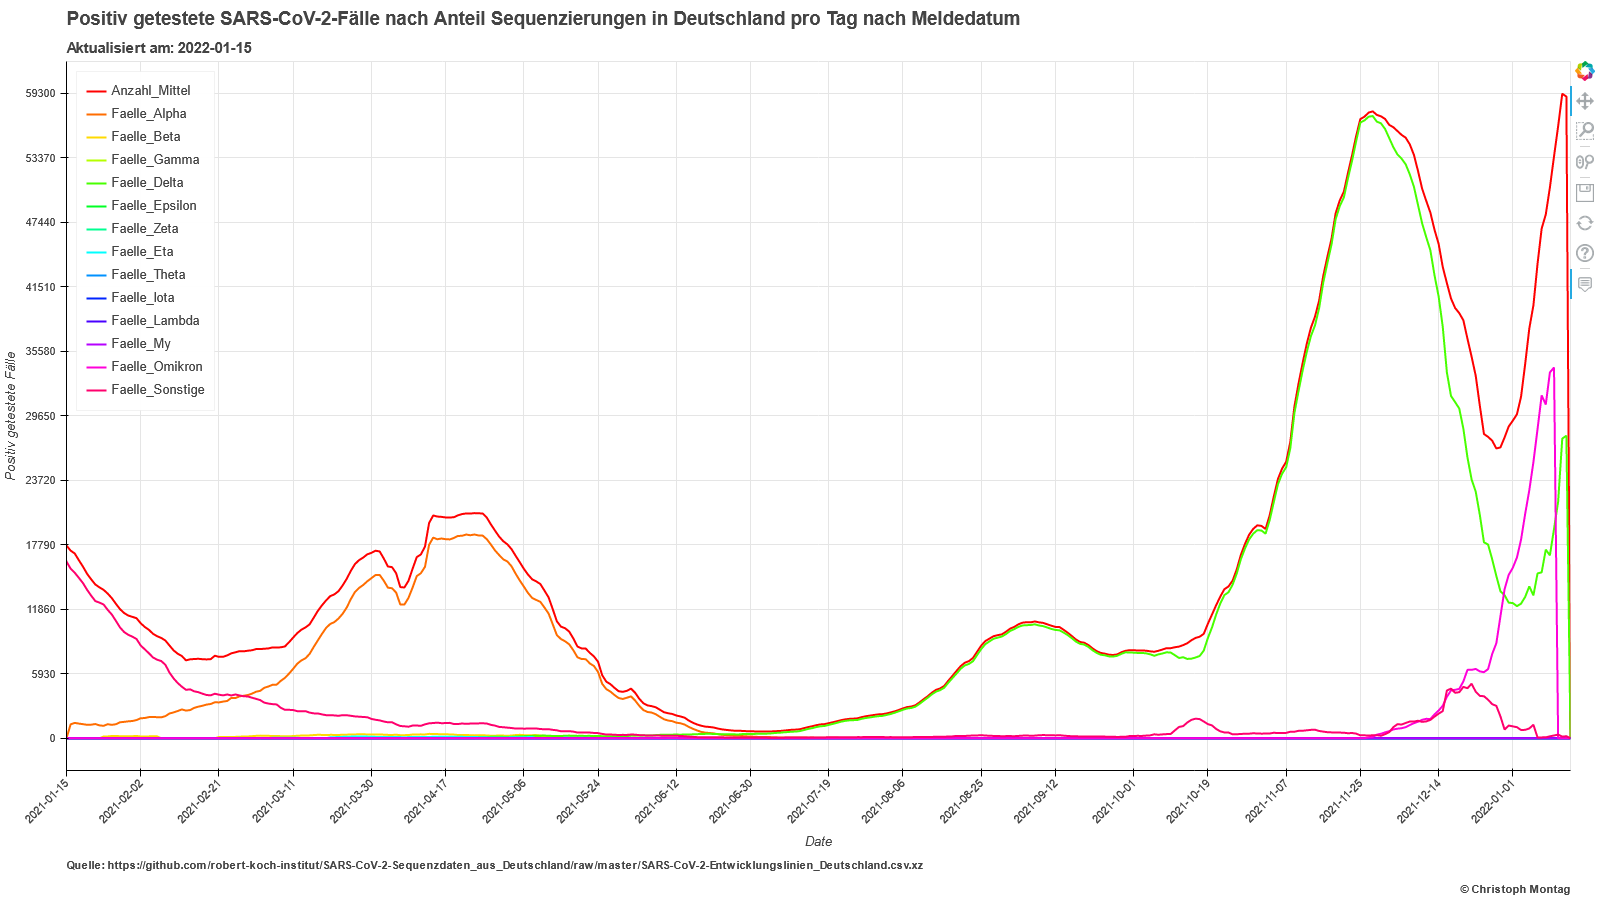 Positiv getestete SARS-CoV-2-Fälle nach Anteil Sequenzierungen in Deutschland pro Tag nach Meldedatum
Aktualisiert am: 2022-01-15
Anzahl_Mittel
Faelle_Alpha
Faelle_Beta
Faelle_Gamma
Faelle_Delta
Faelle_Epsilon
Faelle_Zeta
Faelle_Eta
Faelle_Theta
Faelle_Iota
Faelle_Lambda
Faelle_My
Faelle_Omikron
Faelle_Sonstige
Positiv getestete Fälle
59300
53370
47440
41510
35580
29650
23720
17790
11860
5930
0
2021-01-15
2021-02-02
2021-02-21
2021-03-11
2021-03-30
2021-04-17
2021-05-06
2021-05-24
2021-06-12
2021-06-30
2021-07-19
2021-08-06
2021-08-25
2021-09-12
2021-10-01
2021-10-19
2021-11-07
2021-11-25
2021-12-14
2022-01-01
Date
Quelle: https://github.com/robert-koch-institut/SARS-CoV-2-Sequenzdaten_aus_Deutschland/raw/master/SARS-CoV-2-Entwicklungslinien_Deutschland.csv.xz
© Christoph Montag